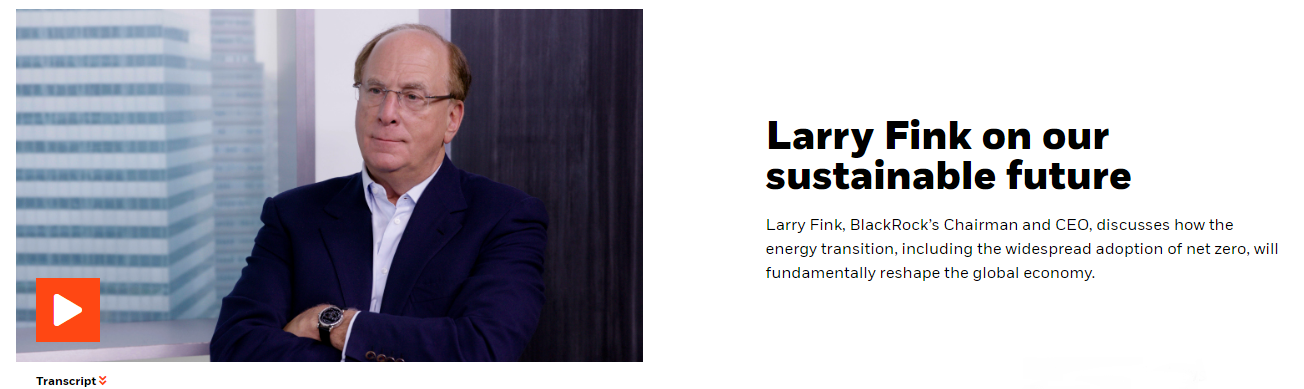 Larry Fink on our
sustainable future
Larry Fink, BlackRock’s Chairman and CEO, discusses how the
energy transition, including the widespread adoption of net zero, will
fundamentally reshape the global economy.
Transcript